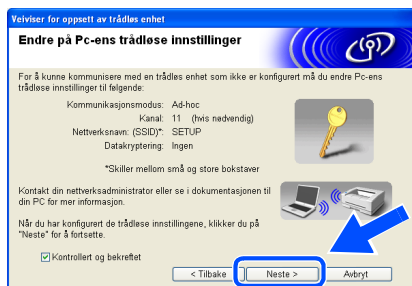 Veiviser for oppsett av trådløs enhet
Endre på Pc-ens trådløse innstillinger
For å kunne kommunisere med en trådløs enhet som ikke er konfigurert må du endre Pc-ens
trådløse innstillinger til følgende:
Kommunikasjonsmodus: Ad-hoc
Kanal: 11 (hvis nødvendig)
Nettverksnavn: (SSID)*: SETUP
Datakryptering: Ingen
*Skiller mellom små og store bokstaver
Kontakt din nettverksadministrator eller se i dokumentasjonen til
din PC for mer informasjon.
Når du har konfigurert de trådløse innstillingene, klikker du på
"Neste" for å fortsette.
Kontrollert og bekreftet
< Tilbake Neste > Avbryt